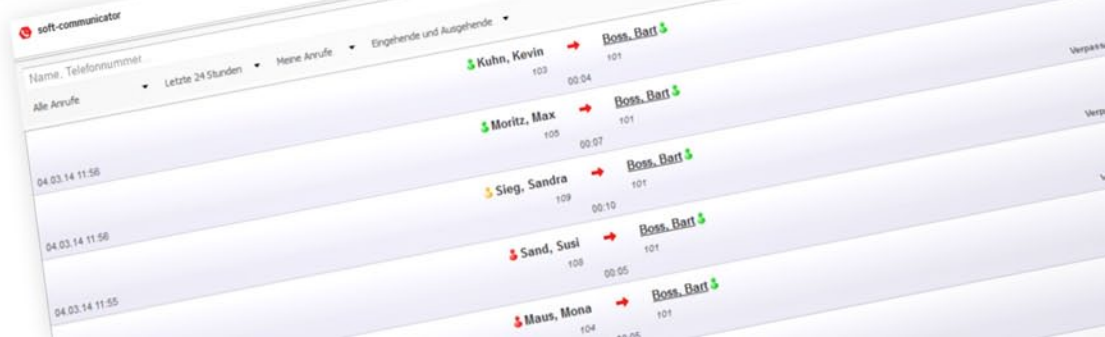 soft-communicator
Name, Telefonnummer
Alle Anrufe Letzte 24 Stunden Meine Anrufe Eingehende und Ausgehende
Kuhn, Kevin Boss, Bart
103 101
00:04
04.03.14 11:56
Moritz, Max Boss, Bart
105 101
00:07
04.03.14 11:56
Sieg, Sandra Boss, Bart
109 101
00:10
04.03.14 11:55
Sand, Susi Boss, Bart
108 101
00:05
Maus, Mona Boss, Bart
104 101